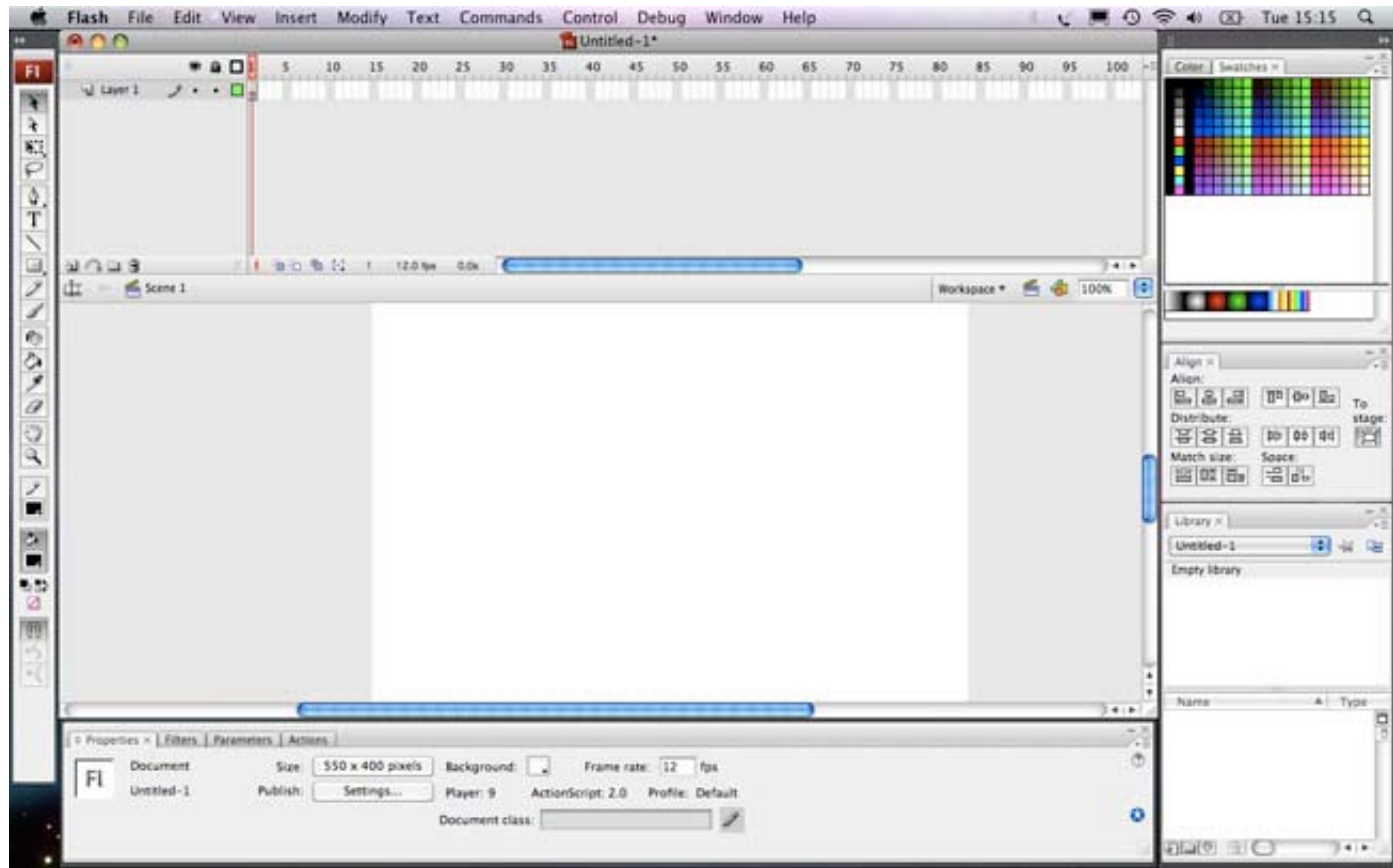 Flash File Edit View Insert Modify Text Commands Control Debug Window Help Tue 15:15
Untitled-1*
Fl
5 10 15 20 25 30 35 40 45 50 55 60 65 70 75 80 85 90 95 100
Layer 1
1 12.0 fps 0.0s
Scene 1 Workspace 100%
Color Swatches ×
Align ×
Align:
To stage:
Distribute:
Match size: Space:
Library ×
Untitled-1
Empty library
Name Type
Properties × Filters Parameters Actions
Fl
Document Size: 550 x 400 pixels Background: Frame rate: 12 fps
Untitled-1 Publish: Settings... Player: 9 ActionScript: 2.0 Profile: Default
Document class:
T